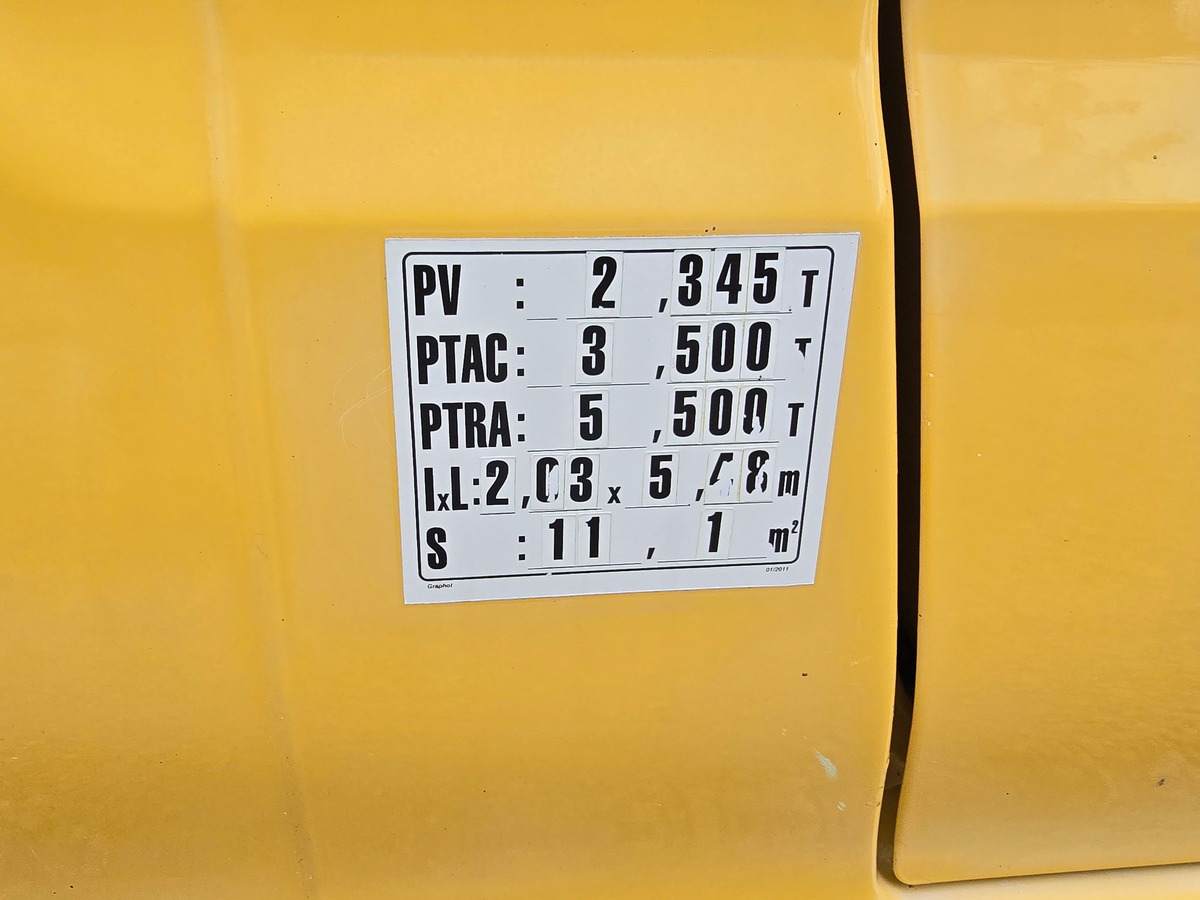 PV : 2 ,345 T
PTAC: 3 ,500 T
PTRA: 5 ,500 T
lxL:2,03 x 5,48 m
S : 11 , 1 m²
Graphol 01/2011